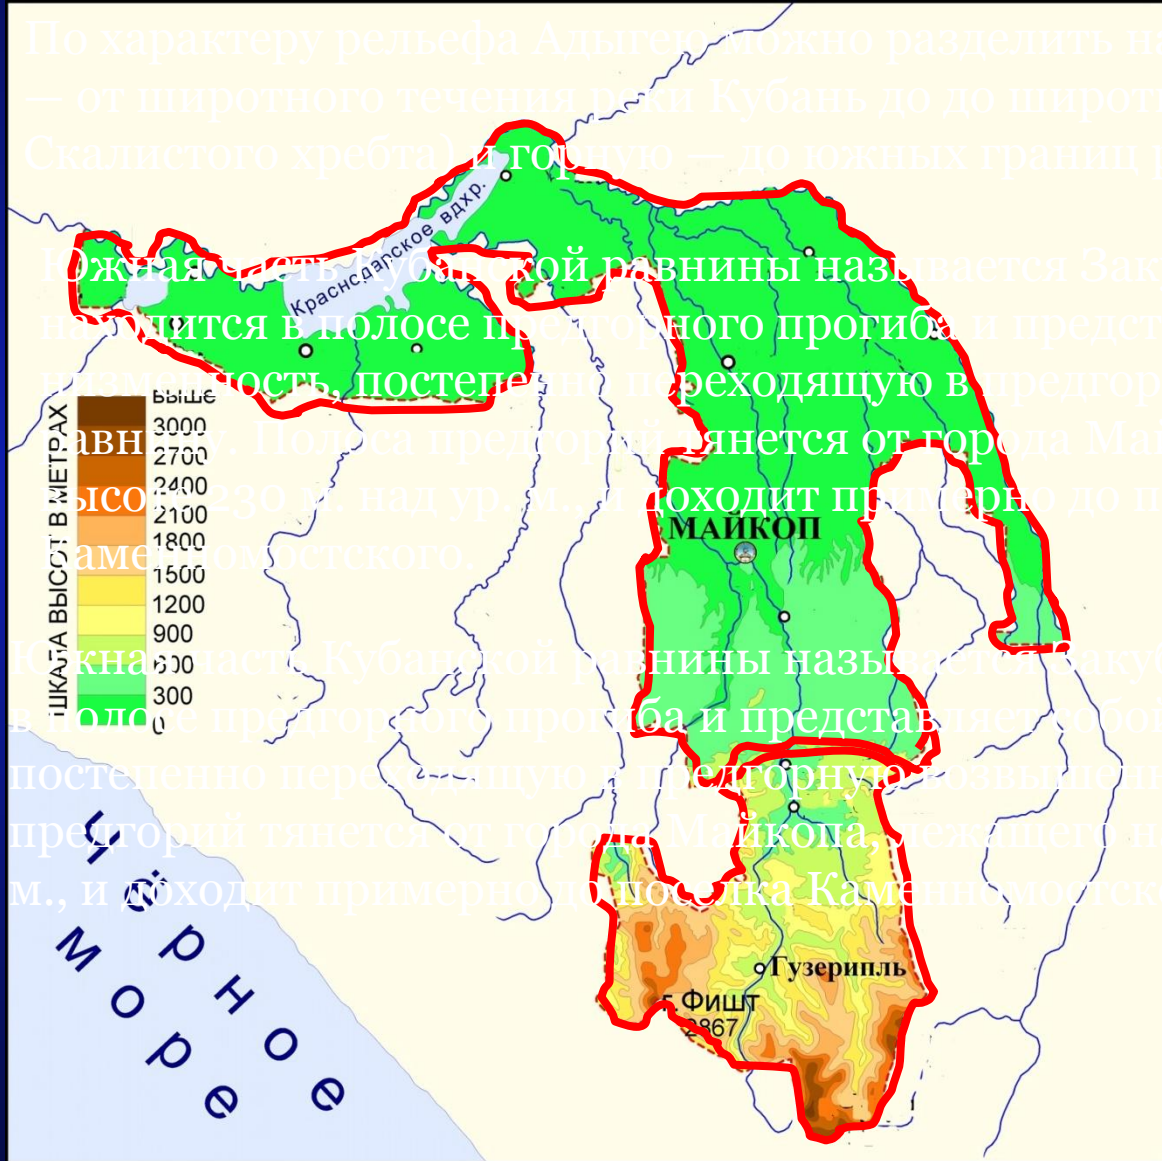 По характеру рельефа Адыгею можно разделить на
— от широтного течения реки Кубань до до широт
Скалистого хребта) и горную — до южных границ р
Краснодарское вдхр.
Южная часть Кубанской равнины называется Зак
находится в полосе предгорного прогиба и предст
низменность, постепенно переходящую в предгор
равнину. Полоса предгорий тянется от города Май
высоте 230 м. над ур. м., и доходит примерно до п
Каменномостского.
ШКАЛА ВЫСОТ В МЕТРАХ
выше
3000
2700
2400
2100
1800
1500
1200
900
600
300
0
МАЙКОП
Южная часть Кубанской равнины называется Заку
в полосе предгорного прогиба и представляет собой
постепенно переходящую в предгорную возвышенн
предгорий тянется от города Майкопа, лежащего н
м., и доходит примерно до поселка Каменномостско
Чёрное
море
Гузерипль
г. Фишт
2867